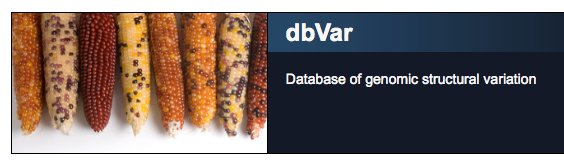 dbVar
Database of genomic structural variation